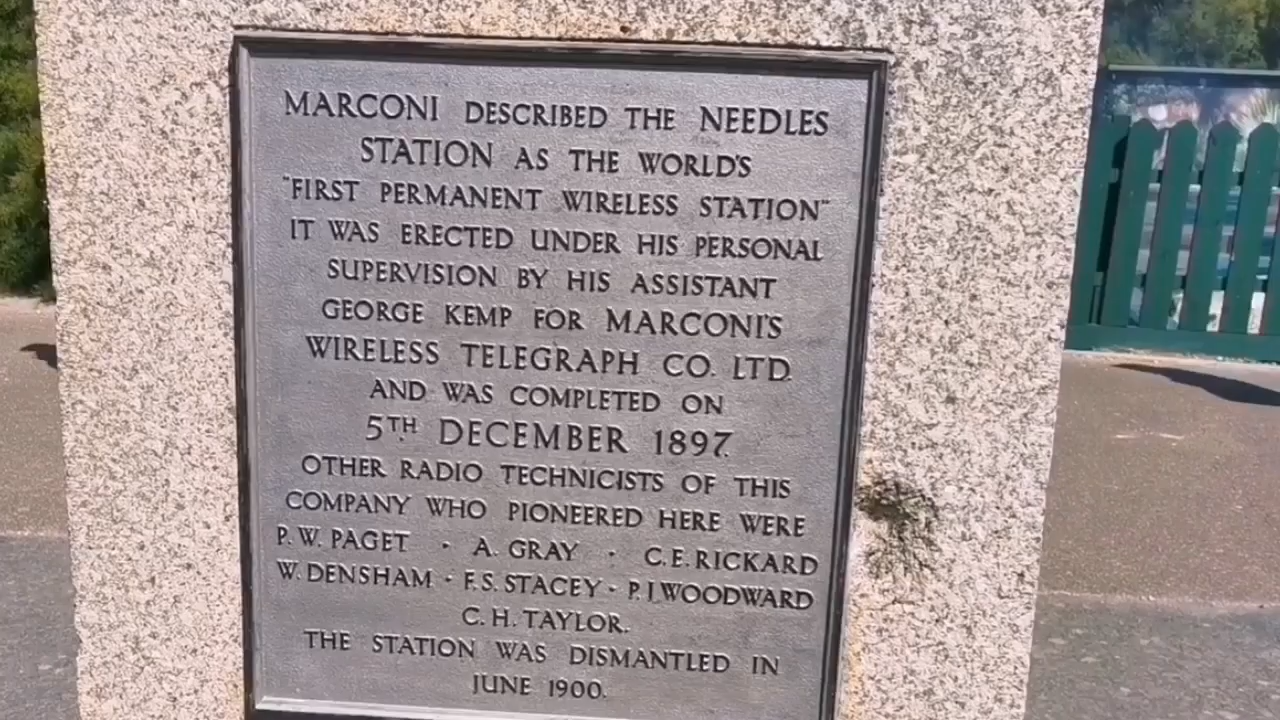 MARCONI DESCRIBED THE NEEDLES
STATION AS THE WORLD'S
"FIRST PERMANENT WIRELESS STATION"
IT WAS ERECTED UNDER HIS PERSONAL
SUPERVISION BY HIS ASSISTANT
GEORGE KEMP FOR MARCONI'S
WIRELESS TELEGRAPH CO. LTD.
AND WAS COMPLETED ON
5TH DECEMBER 1897.
OTHER RADIO TECHNICISTS OF THIS
COMPANY WHO PIONEERED HERE WERE
P. W. PAGET · A. GRAY · C. E. RICKARD
W. DENSHAM · F. S. STACEY · P. J. WOODWARD
C. H. TAYLOR.
THE STATION WAS DISMANTLED IN
JUNE 1900.